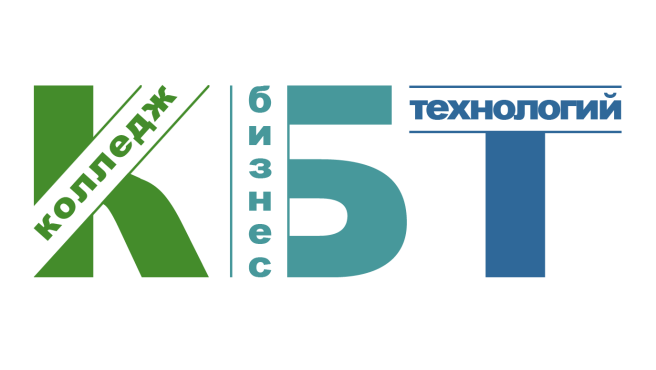 К
колледж
Б
бизнес
Т
технологий